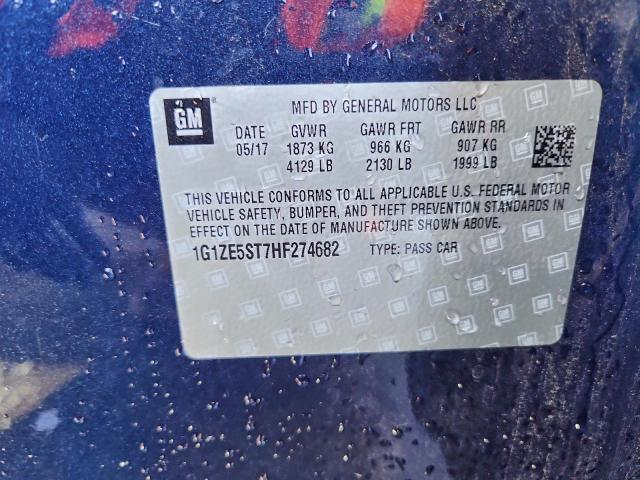 GM
MFD BY GENERAL MOTORS LLC
DATE GVWR GAWR FRT GAWR RR
05/17 1873 KG 966 KG 907 KG
4129 LB 2130 LB 1999 LB
THIS VEHICLE CONFORMS TO ALL APPLICABLE U.S. FEDERAL MOTOR
VEHICLE SAFETY, BUMPER, AND THEFT PREVENTION STANDARDS IN
EFFECT ON THE DATE OF MANUFACTURE SHOWN ABOVE.
1G1ZE5ST7HF274682 TYPE: PASS CAR